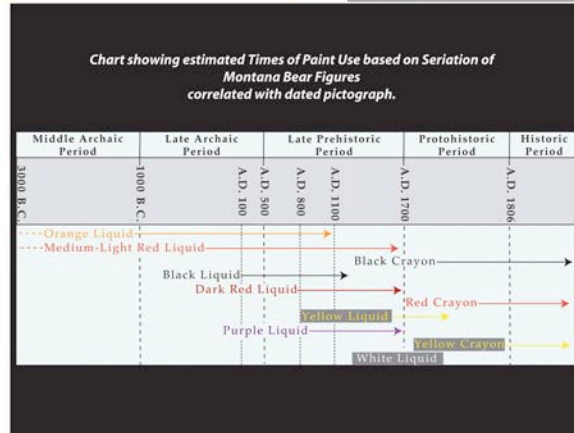 Chart showing estimated Times of Paint Use based on Seriation of
Montana Bear Figures
correlated with dated pictograph.
Middle Archaic Period
Late Archaic Period
Late Prehistoric Period
Protohistoric Period
Historic Period
3000 B.C.
1000 B.C.
A.D. 100
A.D. 500
A.D. 800
A.D. 1100
A.D. 1700
A.D. 1806
Orange Liquid
Medium-Light Red Liquid
Black Crayon
Black Liquid
Dark Red Liquid
Red Crayon
Yellow Liquid
Purple Liquid
Yellow Crayon
White Liquid